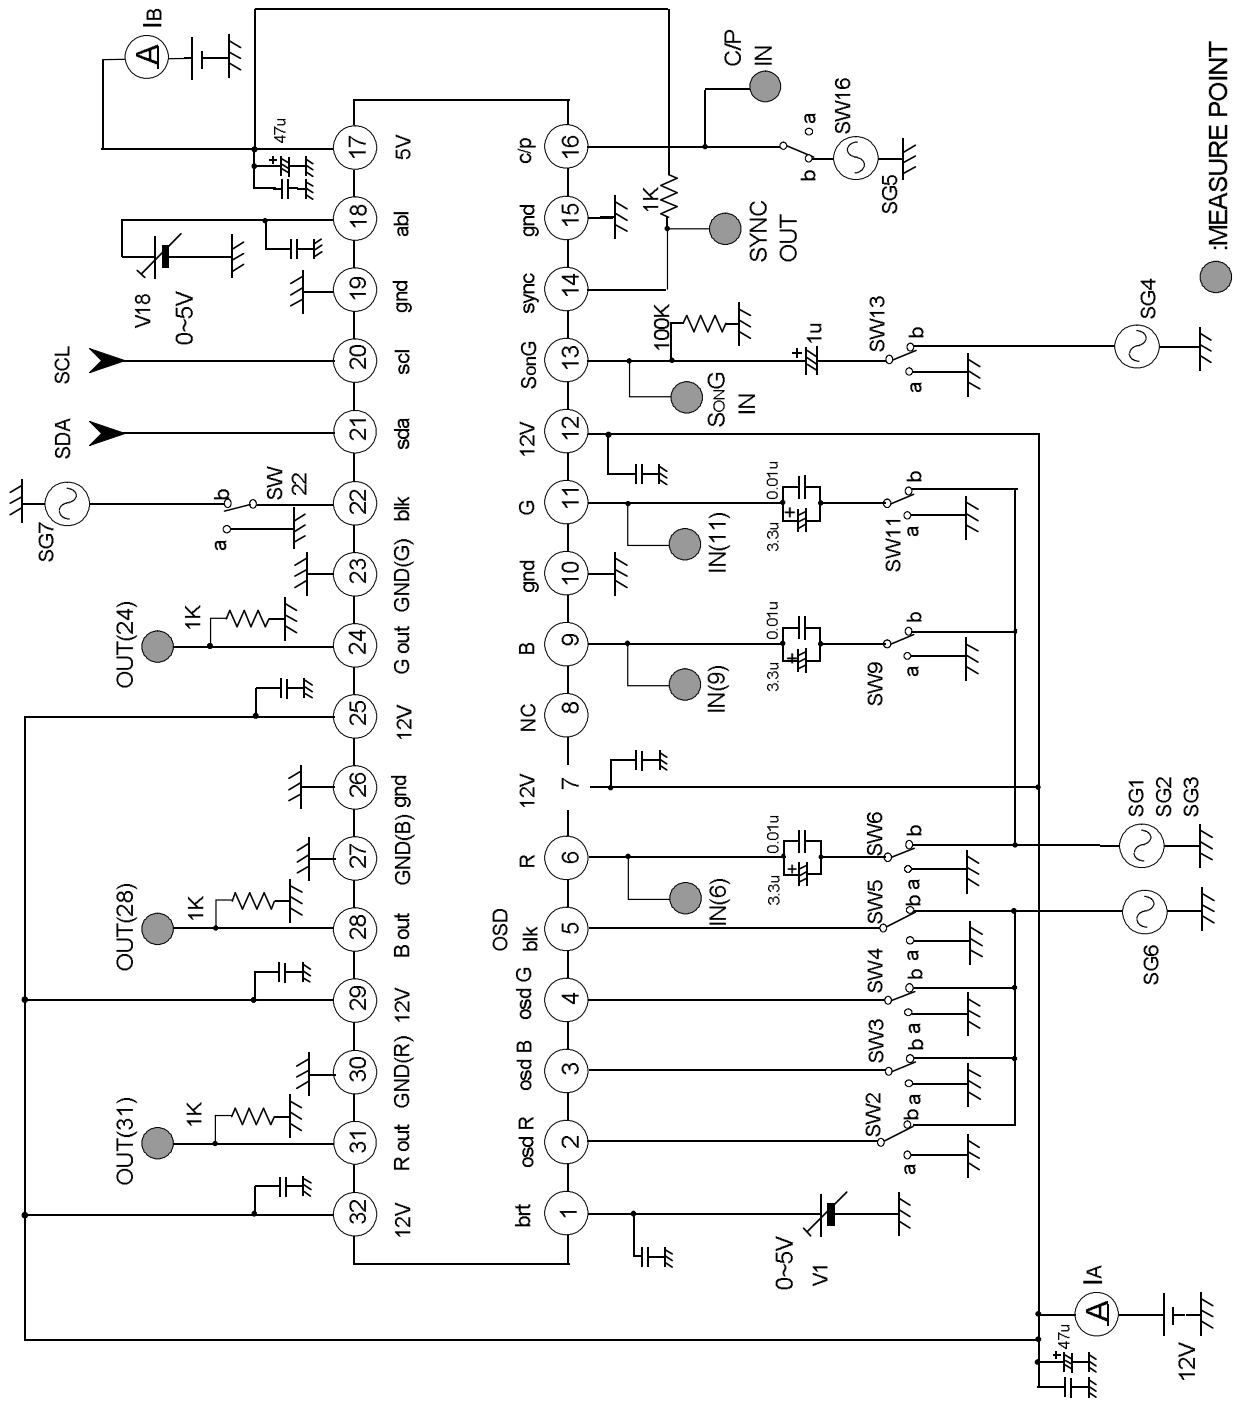 IB
A
47u
17
5V
18
abl
V18
0~5V
19
gnd
SCL
20
scl
SDA
21
sda
SG7
a
b
SW
22
22
blk
23
GND(G)
OUT(24)
1K
24
G out
25
12V
26
gnd
27
GND(B)
OUT(28)
1K
28
B out
29
12V
30
GND(R)
OUT(31)
1K
31
R out
32
12V
c/p
16
C/P
IN
a
b
SW16
SG5
gnd
15
1K
SYNC
OUT
sync
14
SonG
13
100K
SONG
IN
1u
SW13
a
b
SG4
12V
12
G
11
IN(11)
3.3u
0.01u
SW11
a
b
gnd
10
B
9
IN(9)
3.3u
0.01u
SW9
a
b
NC
8
12V
7
R
6
IN(6)
3.3u
0.01u
SW6
a
b
SG1
SG2
SG3
OSD
blk
5
SW5
a
b
SG6
osd G
4
SW4
a
b
osd B
3
SW3
a
b
osd R
2
SW2
a
b
brt
1
0~5V
V1
47u
A
IA
12V
:MEASURE POINT